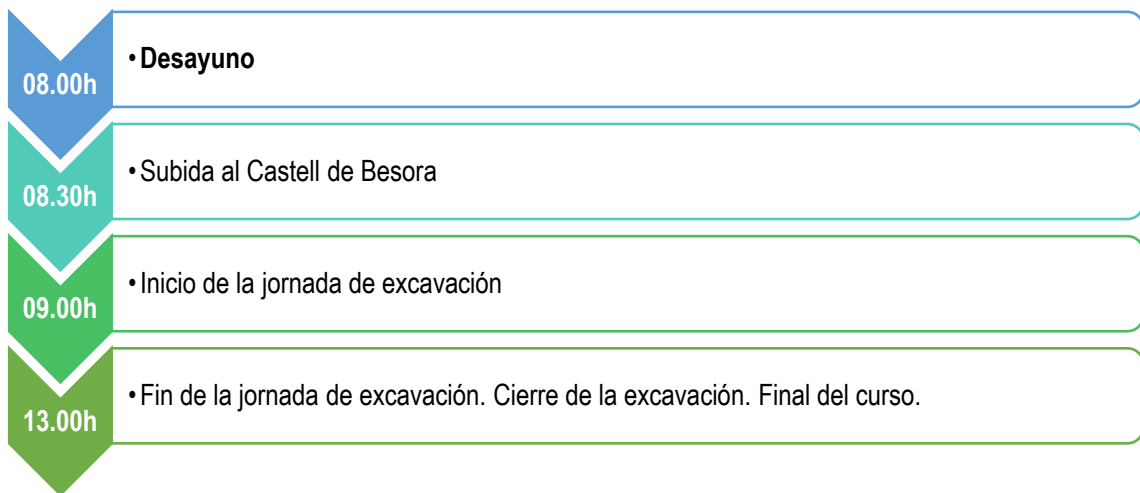 08.00h
•Desayuno
08.30h
•Subida al Castell de Besora
09.00h
•Inicio de la jornada de excavación
13.00h
•Fin de la jornada de excavación. Cierre de la excavación. Final del curso.